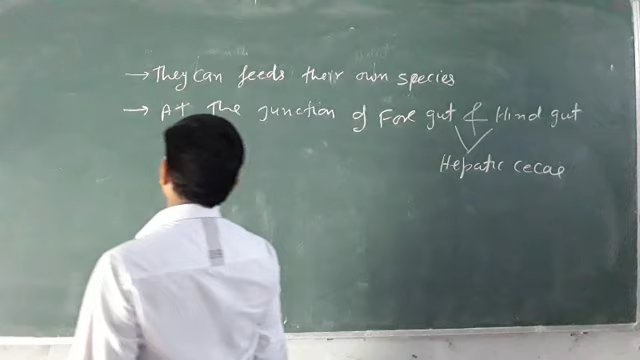 → They can feeds their own species
→ At The Junction of Fore gut & Hind gut
Hepatic cecae